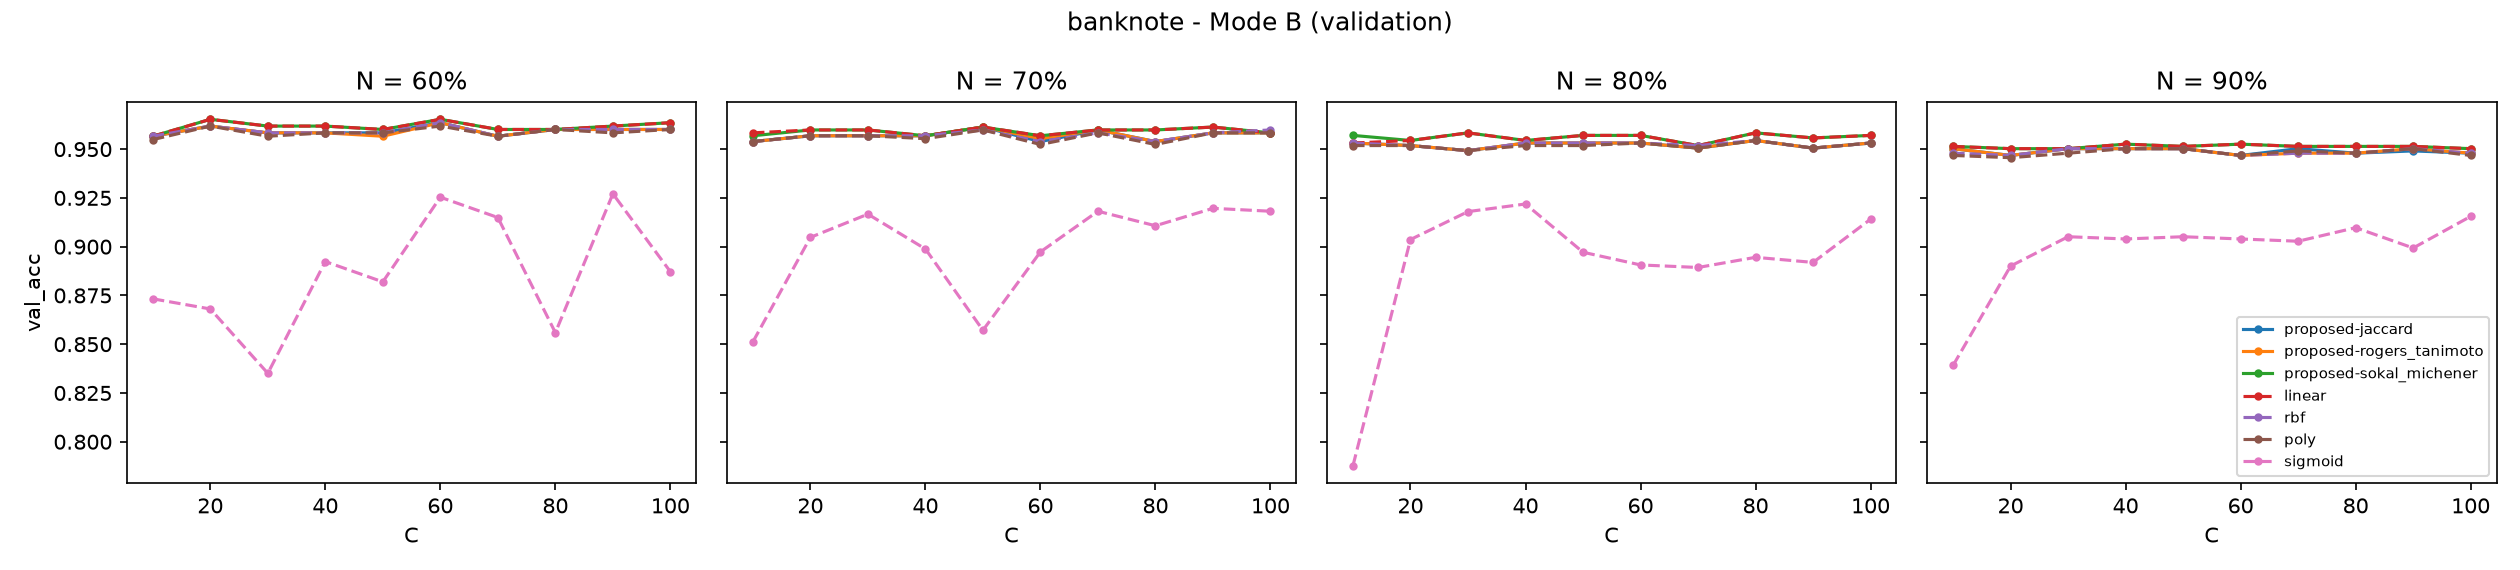 banknote - Mode B (validation)
N = 60%
N = 70%
N = 80%
N = 90%
val_acc
0.950
0.925
0.900
0.875
0.850
0.825
0.800
20 40 60 80 100
C
20 40 60 80 100
C
20 40 60 80 100
C
proposed-jaccard
proposed-rogers_tanimoto
proposed-sokal_michener
linear
rbf
poly
sigmoid
20 40 60 80 100
C